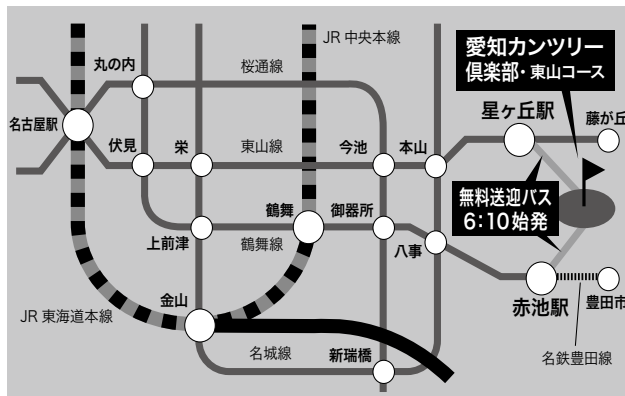 JR 中央本線
愛知カンツリー
倶楽部・東山コース
丸の内
桜通線
星ヶ丘駅
藤が丘
名古屋駅
伏見
栄
東山線
今池
本山
無料送迎バス
6:10始発
鶴舞
御器所
上前津
鶴舞線
八事
金山
赤池駅
豊田市
JR 東海道本線
名城線
新瑞橋
名鉄豊田線